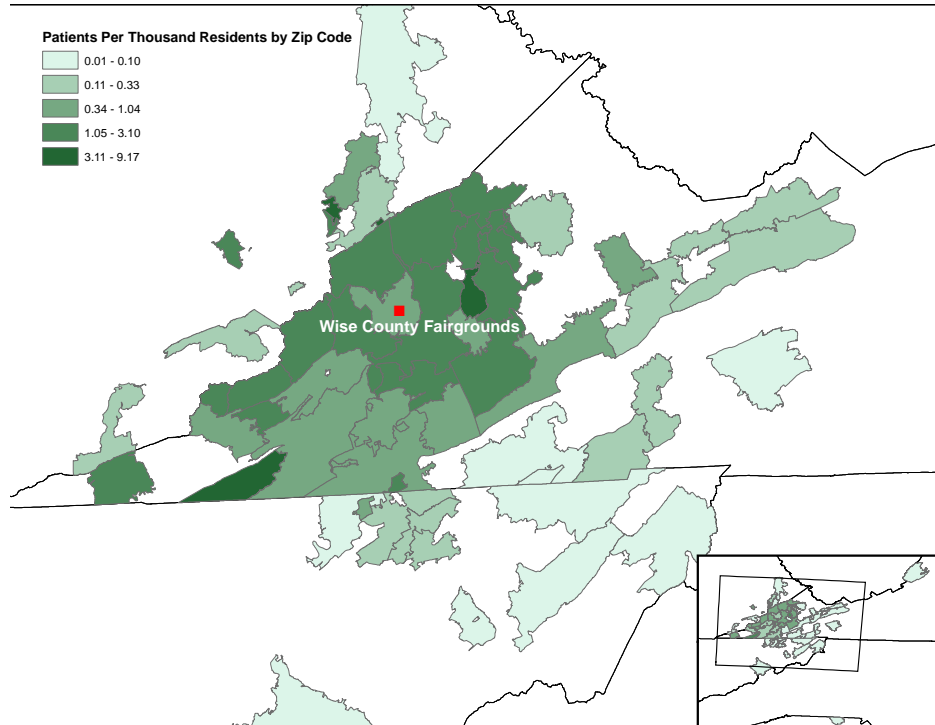 Patients Per Thousand Residents by Zip Code
0.01 - 0.10
0.11 - 0.33
0.34 - 1.04
1.05 - 3.10
3.11 - 9.17
Wise County Fairgrounds